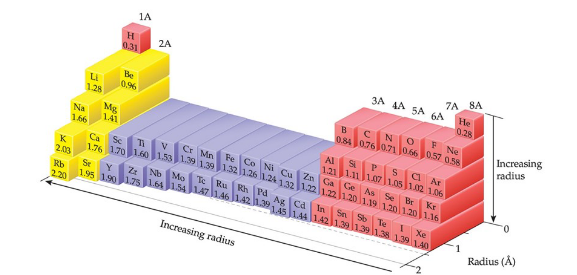 1A
H
0.31
2A
Li
1.28
Be
0.96
Na
1.66
Mg
1.41
3A 4A 5A 6A 7A 8A
He
0.28
B
0.84
C
0.76
N
0.71
O
0.66
F
0.57
Ne
0.58
K
2.03
Ca
1.76
Sc
1.70
Ti
1.60
V
1.53
Cr
1.39
Mn
1.39
Fe
1.32
Co
1.26
Ni
1.24
Cu
1.32
Zn
1.22
Al
1.21
Si
1.11
P
1.07
S
1.05
Cl
1.02
Ar
1.06
Ga
1.22
Ge
1.20
As
1.19
Se
1.20
Br
1.20
Kr
1.16
Rb
2.20
Sr
1.95
Y
1.90
Zr
1.75
Nb
1.64
Mo
1.54
Tc
1.47
Ru
1.46
Rh
1.42
Pd
1.39
Ag
1.45
Cd
1.44
In
1.42
Sn
1.39
Sb
1.39
Te
1.38
I
1.39
Xe
1.40
Increasing
radius
Increasing radius
0
1
2
Radius (Å)